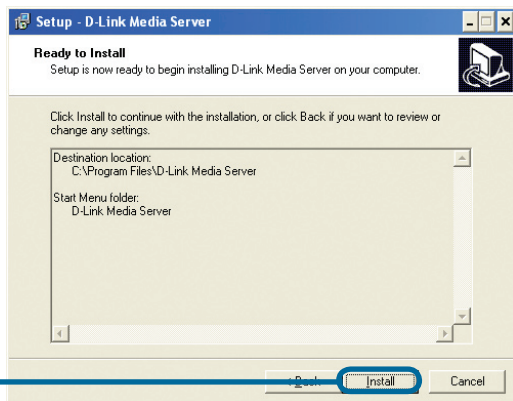 Setup - D-Link Media Server
Ready to Install
Setup is now ready to begin installing D-Link Media Server on your computer.
Click Install to continue with the installation, or click Back if you want to review or
change any settings.
Destination location:
C:\Program Files\D-Link Media Server
Start Menu folder:
D-Link Media Server
< Back
Install
Cancel